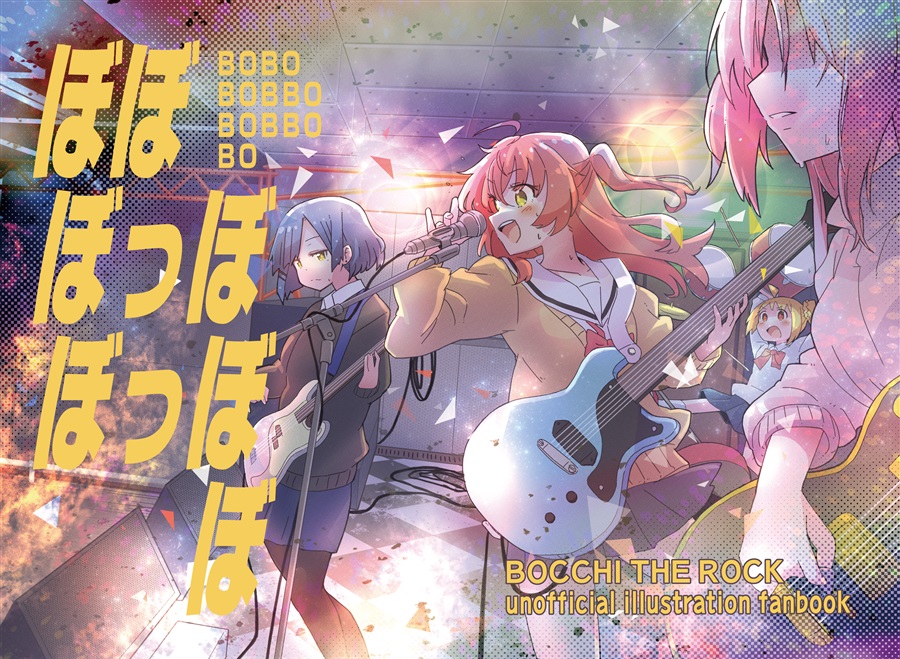 ぼぼ
ぼっぼ
ぼっぼ
ぼ
BOBO
BOBBO
BOBBO
BO
BOCCHI THE ROCK
unofficial illustration fanbook